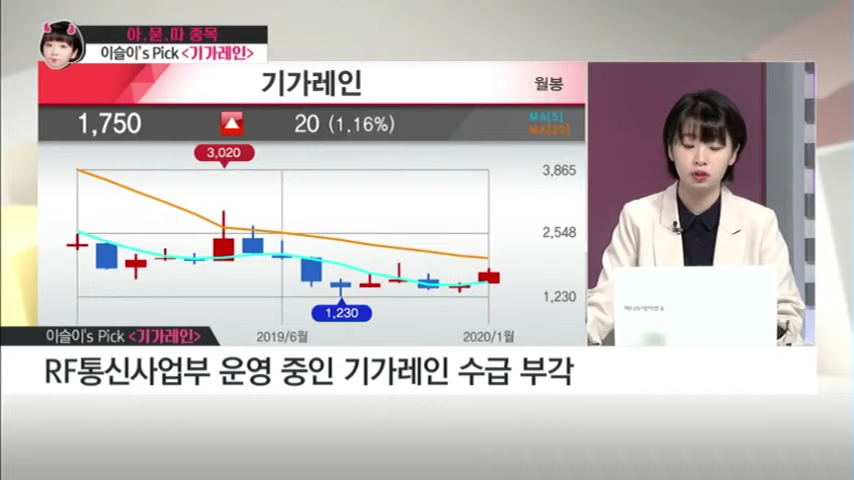 아.묻.따 종목
이슬이's Pick <기가레인>
기가레인
월봉
1,750 20 (1.16%)
MA[5]
MA[20]
3,020
3,865
2,548
1,230
1,230
2019/6월
2020/1월
이슬이's Pick <기가레인>
RF통신사업부 운영 중인 기가레인 수급 부각